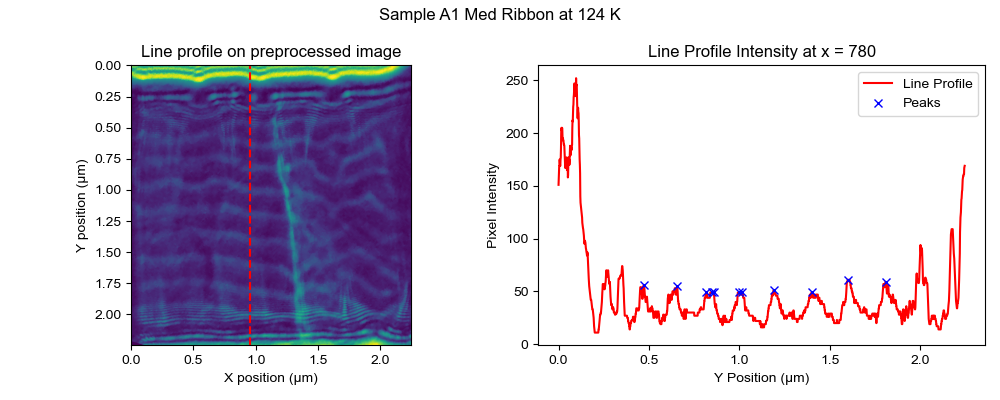 Sample A1 Med Ribbon at 124 K
Line profile on preprocessed image
0.00
0.25
0.50
0.75
1.00
1.25
1.50
1.75
2.00
Y position (µm)
0.0 0.5 1.0 1.5 2.0
X position (µm)
Line Profile Intensity at x = 780
Line Profile
Peaks
250
200
150
100
50
0
Pixel Intensity
0.0 0.5 1.0 1.5 2.0
Y Position (µm)